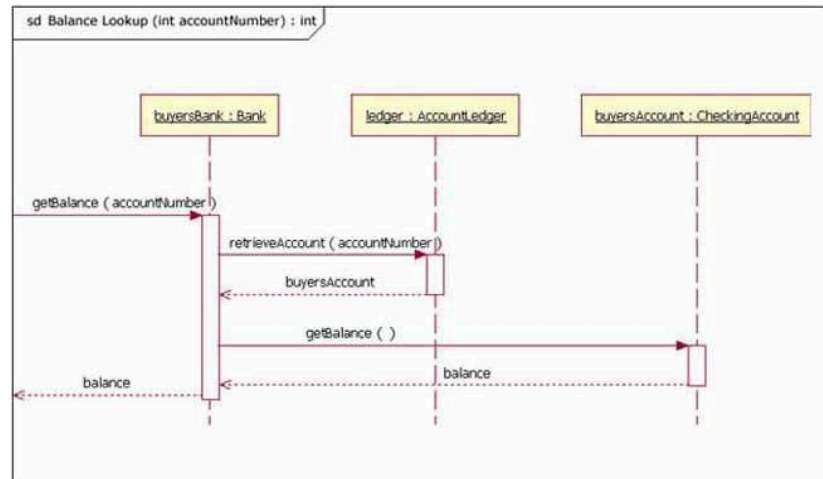 sd Balance Lookup (int accountNumber) : int
buyersBank : Bank
ledger : AccountLedger
buyersAccount : CheckingAccount
getBalance ( accountNumber )
retrieveAccount ( accountNumber )
buyersAccount
getBalance ( )
balance
balance